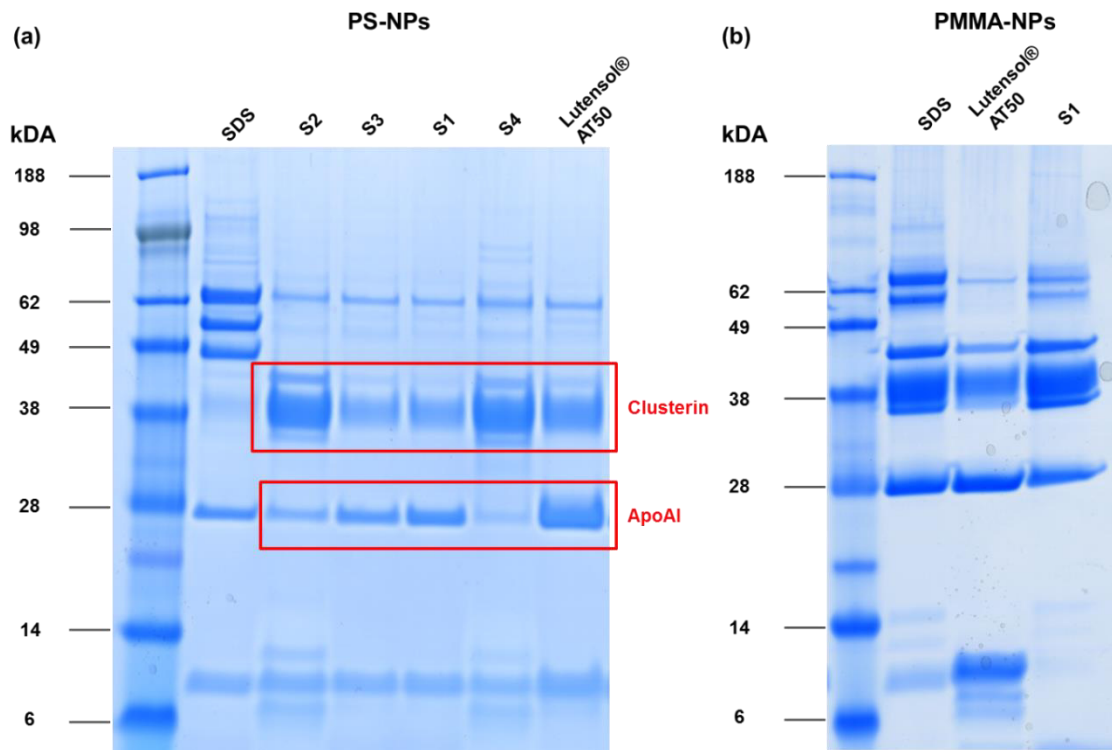 (a)
PS-NPs
kDA
SDS
S2
S3
S1
S4
Lutensol®
AT50
188
98
62
49
38
28
14
6
Clusterin
ApoAI
(b)
PMMA-NPs
kDA
SDS
Lutensol®
AT50
S1
188
62
49
38
28
14
6